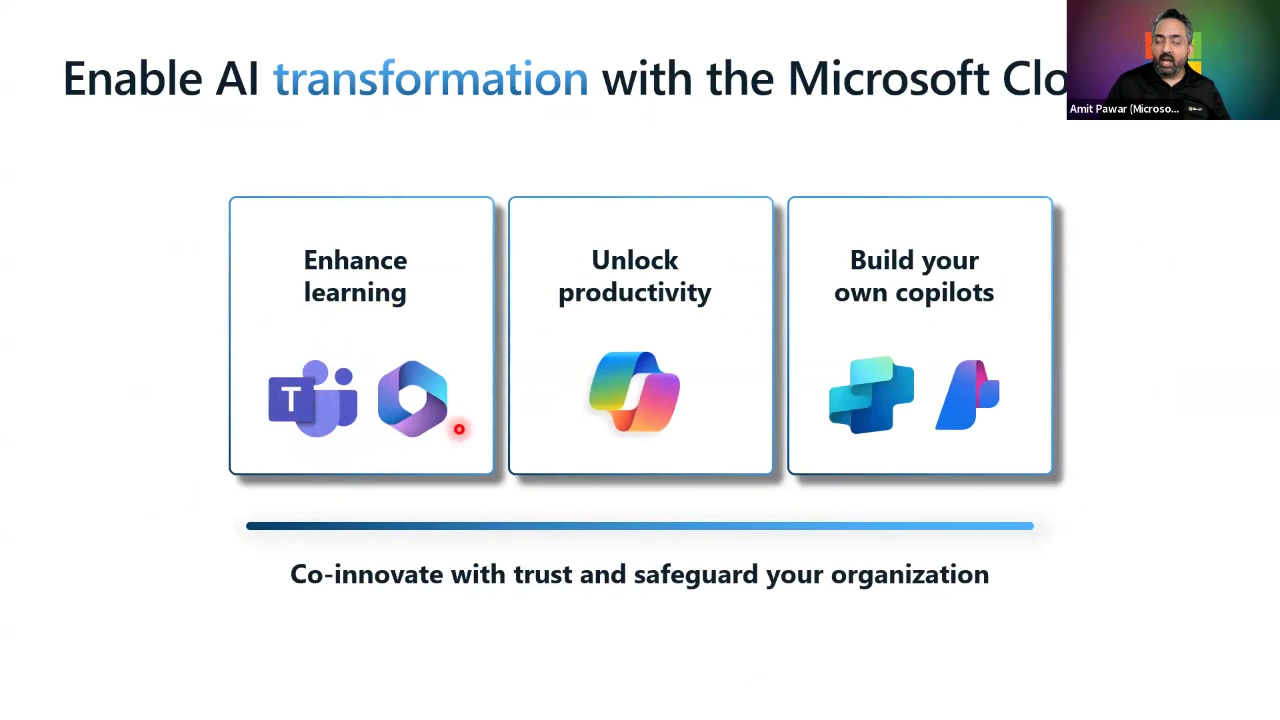 Enable AI transformation with the Microsoft Clo
Amit Pawar (Microso...
Enhance
learning
Unlock
productivity
Build your
own copilots
T
Co-innovate with trust and safeguard your organization